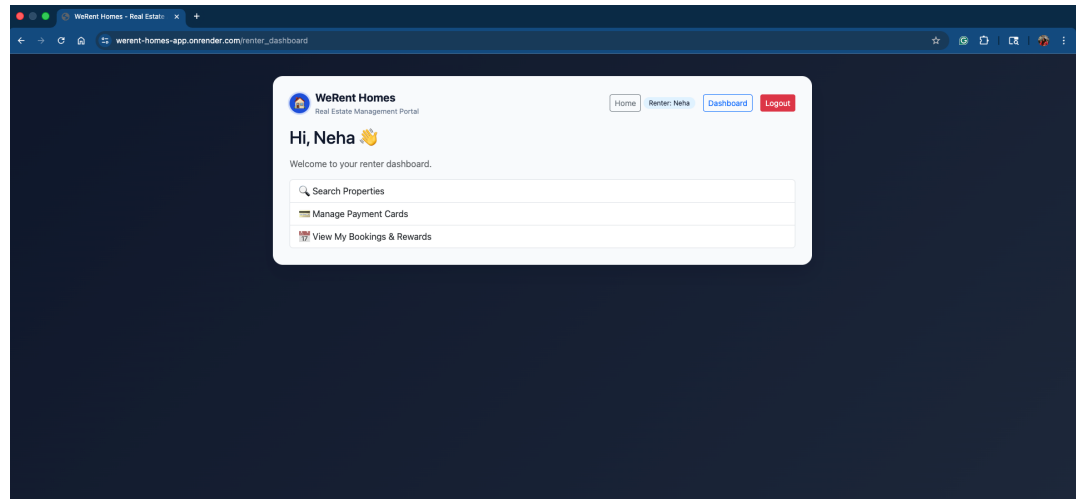 WeRent Homes - Real Estate
werent-homes-app.onrender.com/renter_dashboard
WeRent Homes
Real Estate Management Portal
Home Renter: Neha Dashboard Logout
Hi, Neha 👋
Welcome to your renter dashboard.
🔍 Search Properties
💳 Manage Payment Cards
📅 View My Bookings & Rewards